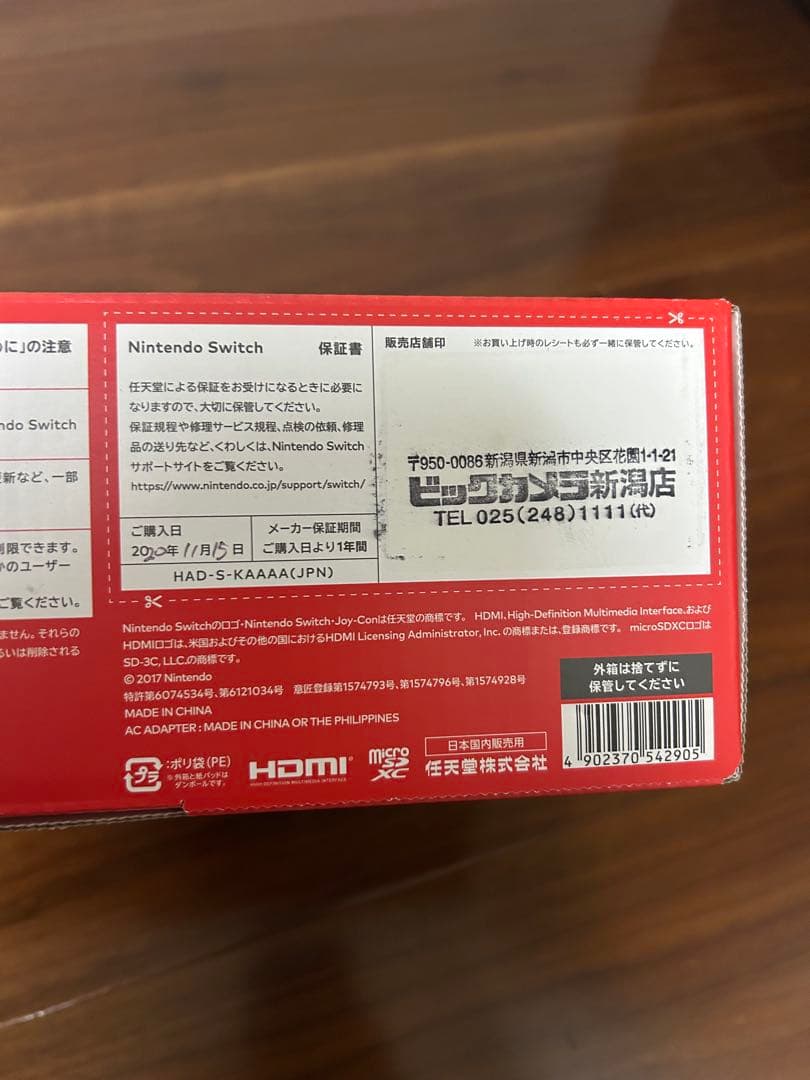 に」の注意
ndo Switch
更新など、一部
制限できます。
かのユーザー
ご覧ください。
ません。それらの
るいは削除される
Nintendo Switch 保証書
任天堂による保証をお受けになるときに必要に
なりますので、大切に保管してください。
保証規程や修理サービス規程、点検の依頼、修理
品の送り先など、くわしくは、Nintendo Switch
サポートサイトをご覧ください。
https://www.nintendo.co.jp/support/switch/
ご購入日
2020年11月15日
メーカー保証期間
ご購入日より1年間
HAD-S-KAAAA(JPN)
販売店舗印 ※お買い上げ時のレシートも必ず一緒に保管してください。
〒950-0086新潟県新潟市中央区花園1-1-21
ビックカメラ新潟店
TEL 025(248)1111(代)
Nintendo Switchのロゴ・Nintendo Switch・Joy-Conは任天堂の商標です。 HDMI、High-Definition Multimedia Interface、および
HDMIロゴは、米国およびその他の国におけるHDMI Licensing Administrator, Inc. の商標または、登録商標です。 microSDXCロゴは
SD-3C, LLC.の商標です。
© 2017 Nintendo
特許第6074534号、第6121034号 意匠登録第1574793号、第1574796号、第1574928号
MADE IN CHINA
AC ADAPTER : MADE IN CHINA OR THE PHILIPPINES
プラ
:ポリ袋(PE)
※外箱と紙パッドは
ダンボールです。
HDMI®
HIGH-DEFINITION MULTIMEDIA INTERFACE
micro
SD
XC
日本国内販売用
任天堂株式会社
外箱は捨てずに
保管してください
4 902370 542905